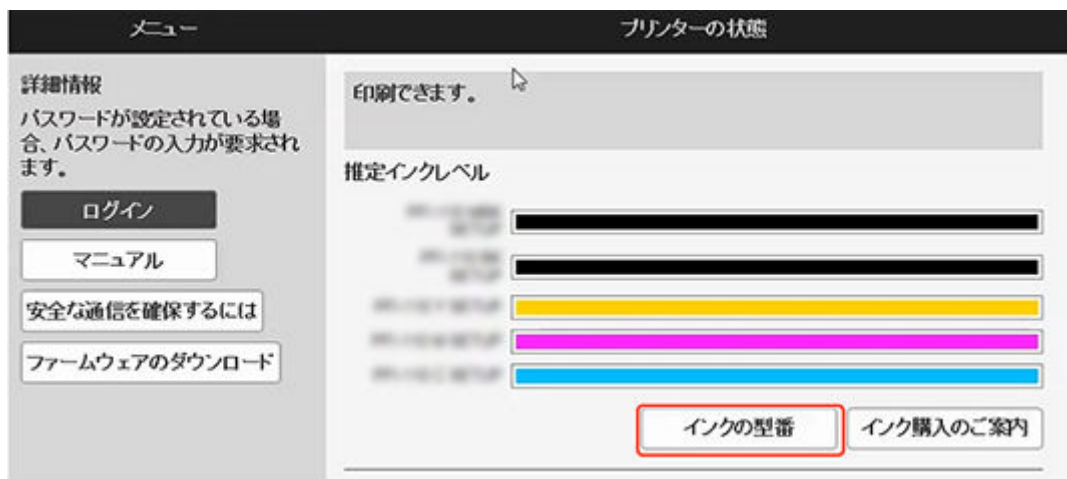 メニュー
プリンターの状態
詳細情報
パスワードが設定されている場
合、パスワードの入力が要求され
ます。
ログイン
マニュアル
安全な通信を確保するには
ファームウェアのダウンロード
印刷できます。
推定インクレベル
インクの型番
インク購入のご案内